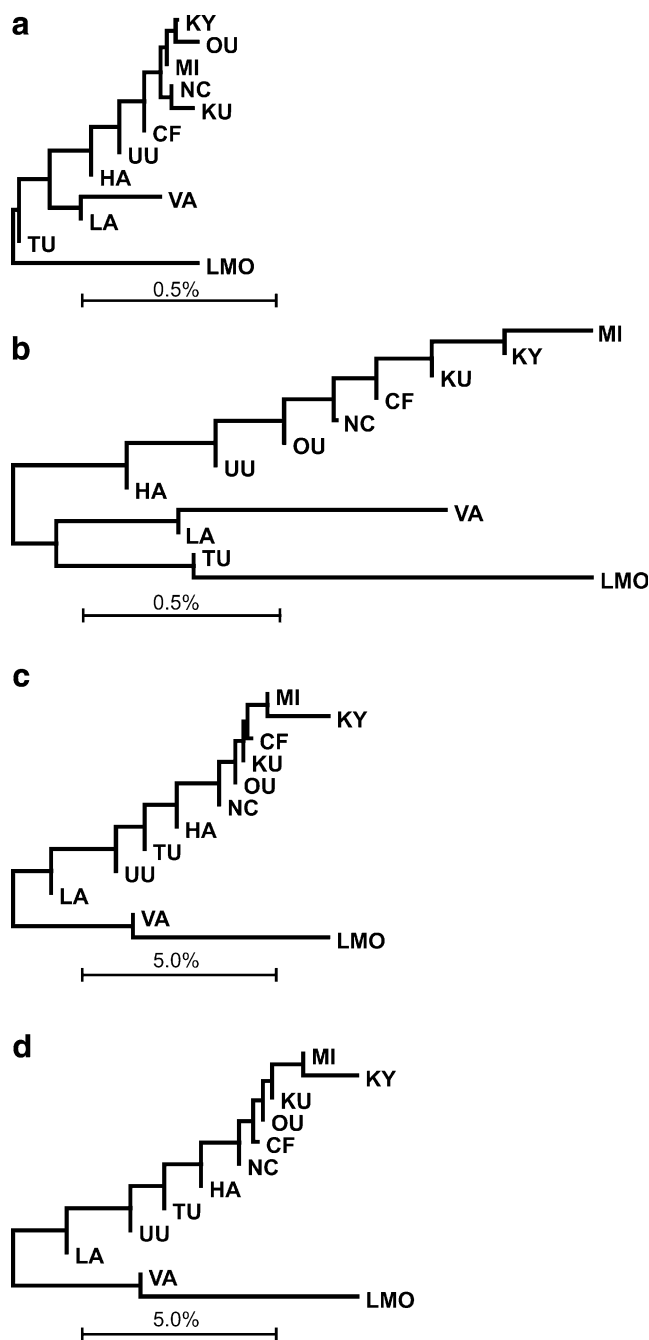 a
KY
OU
MI
NC
KU
CF
UU
HA
VA
LA
TU
LMO
0.5%
b
MI
KY
KU
CF
NC
OU
UU
HA
VA
LA
TU
LMO
0.5%
c
MI
KY
CF
KU
OU
NC
HA
TU
UU
LA
VA
LMO
5.0%
d
MI
KY
KU
OU
CF
NC
HA
TU
UU
LA
VA
LMO
5.0%